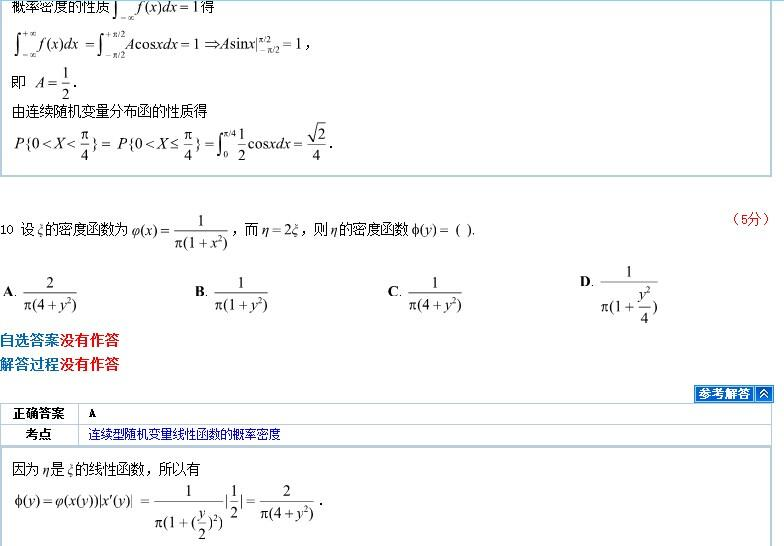 概率密度的性质∫₋∞ f(x)dx = 1得
∫₋∞⁺∞ f(x)dx = ∫₋π/2⁺π/2 Acosxdx = 1 ⇒ Asinx|₋π/2^π/2 = 1，
即 A = 1/2.
由连续随机变量分布函的性质得
P{0 < X < π/4} = P{0 < X ≤ π/4} = ∫₀^π/4 1/2 cosxdx = √2/4.
10 设ξ的密度函数为φ(x) = 1/(π(1 + x²))，而η = 2ξ，则η的密度函数ϕ(y) = ( ).
（5分）
A. 2/(π(4 + y²)) B. 1/(π(1 + y²)) C. 1/(π(4 + y²)) D. 1/(π(1 + y²/4))
自选答案没有作答
解答过程没有作答
参考解答
正确答案 A
考点 连续型随机变量线性函数的概率密度
因为η是ξ的线性函数，所以有
ϕ(y) = φ(x(y))|x′(y)| = 1/(π(1 + (y/2)²)) |1/2| = 2/(π(4 + y²)).